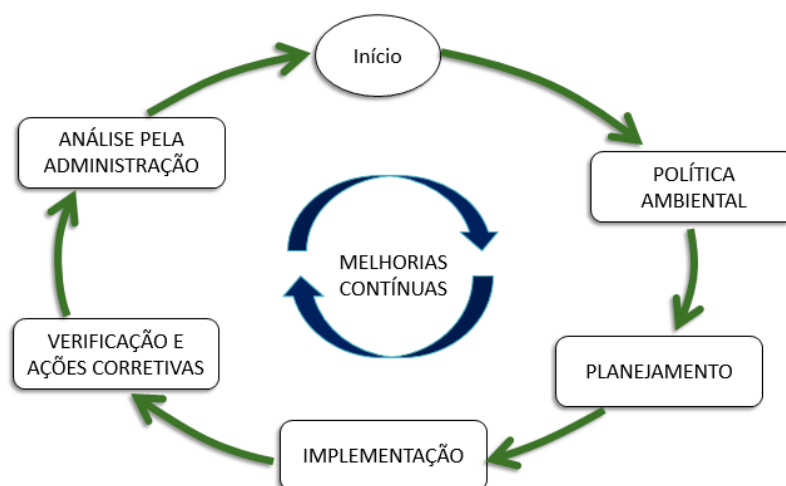 Início
POLÍTICA
AMBIENTAL
PLANEJAMENTO
IMPLEMENTAÇÃO
VERIFICAÇÃO E
AÇÕES CORRETIVAS
ANÁLISE PELA
ADMINISTRAÇÃO
MELHORIAS
CONTÍNUAS